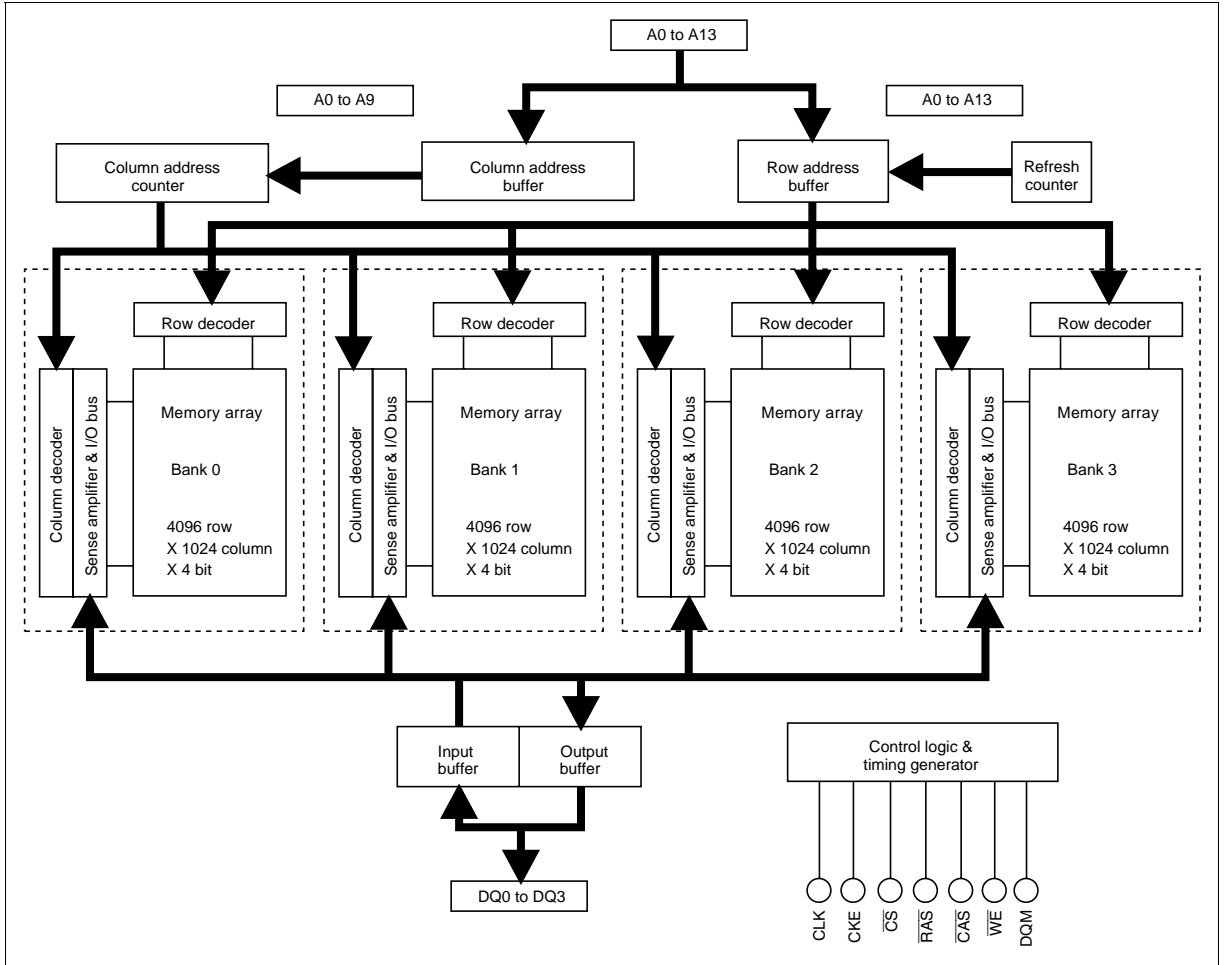 A0 to A13
A0 to A9
A0 to A13
Column address
counter
Column address
buffer
Row address
buffer
Refresh
counter
Row decoder
Row decoder
Row decoder
Row decoder
Column decoder
Sense amplifier & I/O bus
Memory array
Bank 0
4096 row
X 1024 column
X 4 bit
Column decoder
Sense amplifier & I/O bus
Memory array
Bank 1
4096 row
X 1024 column
X 4 bit
Column decoder
Sense amplifier & I/O bus
Memory array
Bank 2
4096 row
X 1024 column
X 4 bit
Column decoder
Sense amplifier & I/O bus
Memory array
Bank 3
4096 row
X 1024 column
X 4 bit
Input
buffer
Output
buffer
Control logic &
timing generator
DQ0 to DQ3
CLK
CKE
C̅S̅
R̅A̅S̅
C̅A̅S̅
W̅E̅
DQM